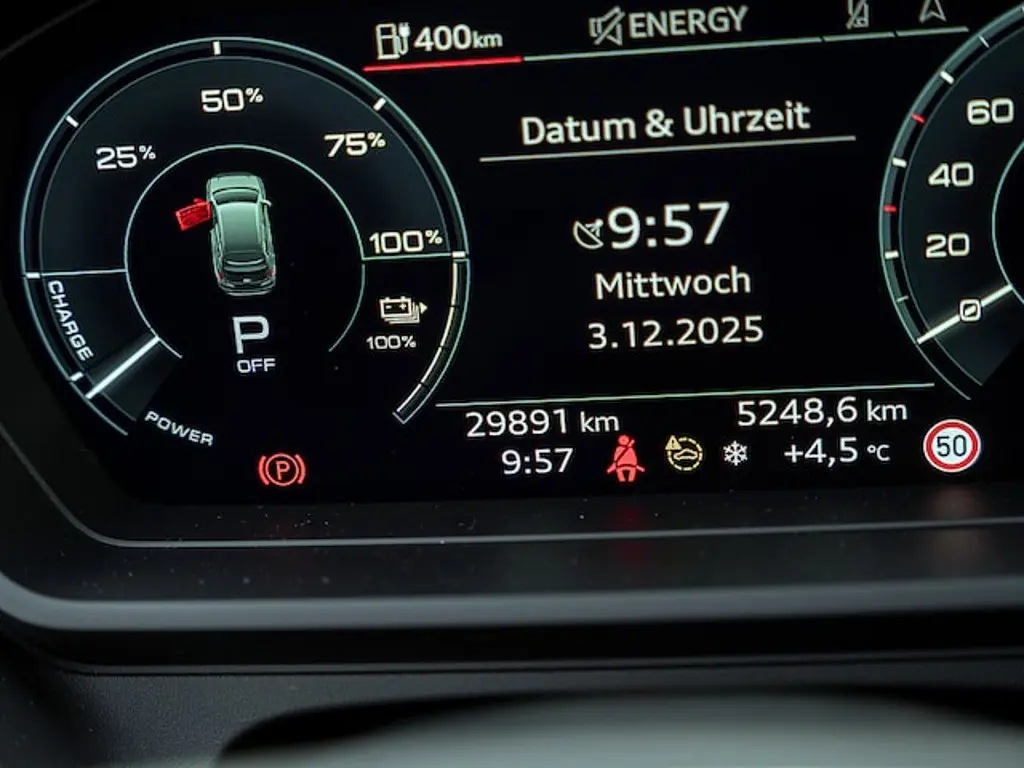 400km
ENERGY
50%
25%
75%
100%
CHARGE
POWER
P
OFF
100%
Datum & Uhrzeit
9:57
Mittwoch
3.12.2025
60
40
20
0
29891 km
5248,6 km
9:57
+4,5 °C
50
(P)